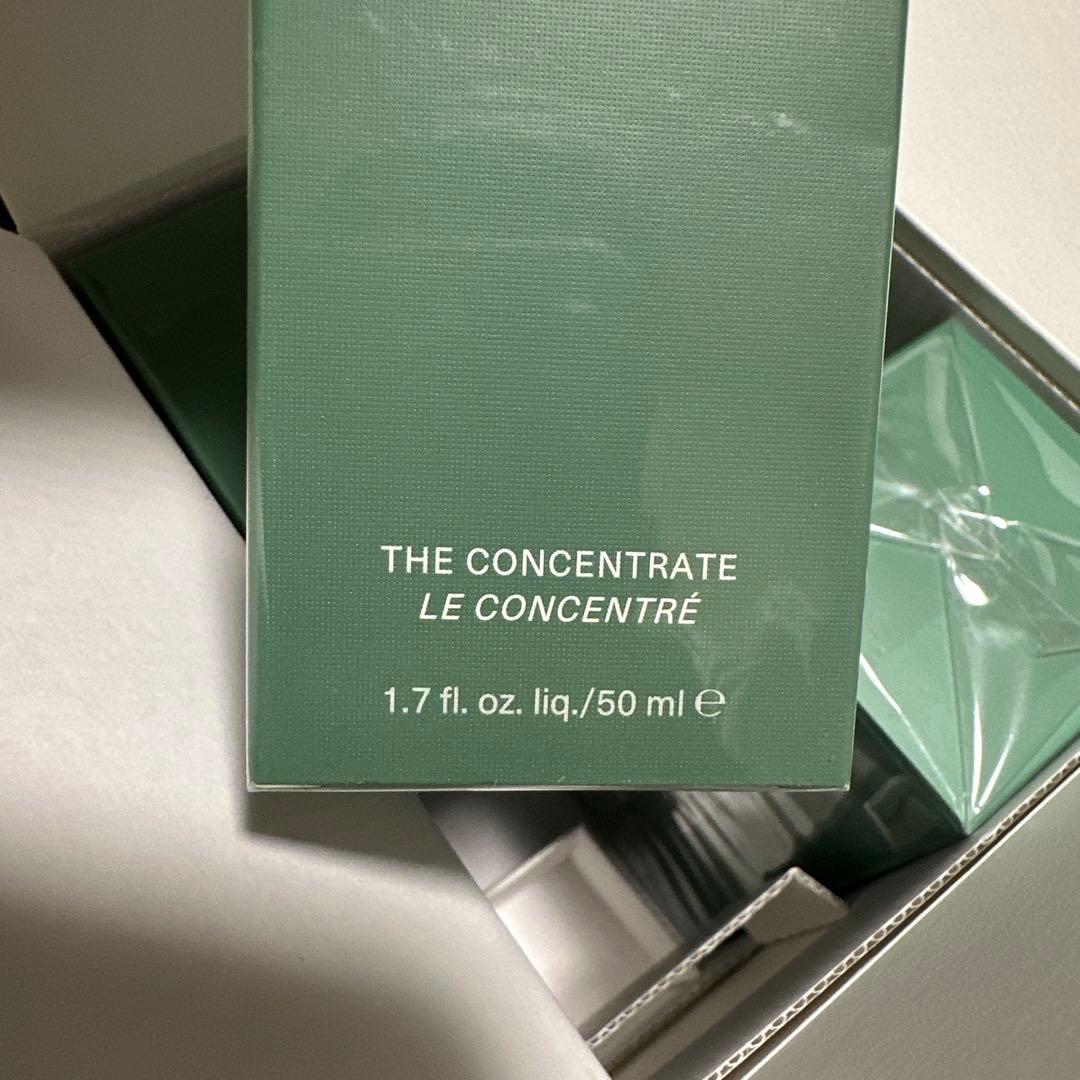 THE CONCENTRATE
LE CONCENTRÉ
1.7 fl. oz. liq./50 ml ℮